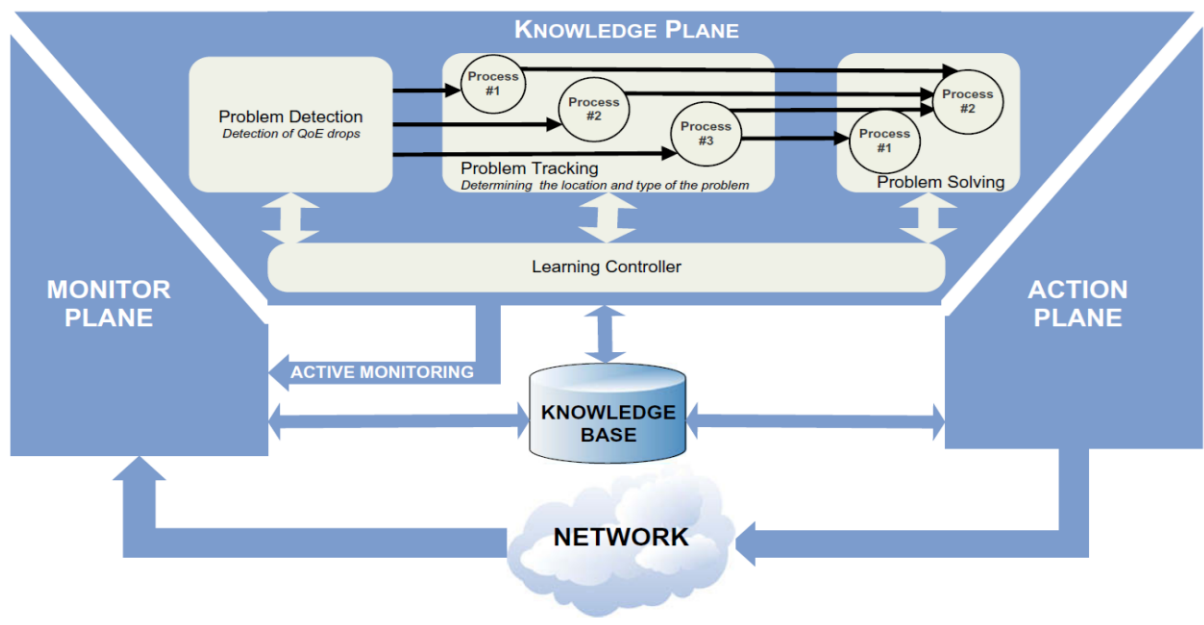 KNOWLEDGE PLANE
Problem Detection
Detection of QoE drops
Process
#1
Process
#2
Process
#3
Problem Tracking
Determining the location and type of the problem
Process
#2
Process
#1
Problem Solving
Learning Controller
MONITOR
PLANE
ACTION
PLANE
ACTIVE MONITORING
KNOWLEDGE
BASE
NETWORK